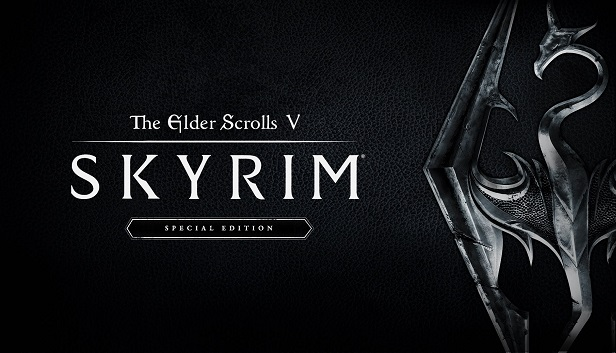 The Elder Scrolls V
SKYRIM®
SPECIAL EDITION